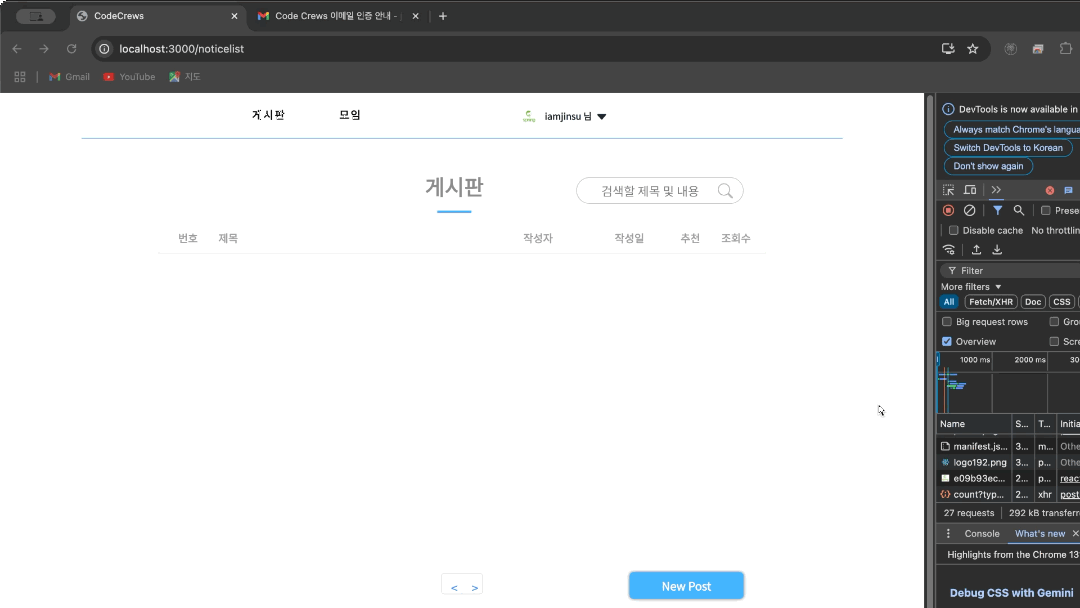 CodeCrews
Code Crews 이메일 인증 안내 -
localhost:3000/noticelist
Gmail YouTube 지도
게시판 모임 iamjinsu 님
게시판
검색할 제목 및 내용
번호 제목 작성자 작성일 추천 조회수
< >
New Post
DevTools is now available in
Always match Chrome's langua
Switch DevTools to Korean
Don't show again
Prese
Disable cache No throttlin
Filter
More filters
All Fetch/XHR Doc CSS
Big request rows Grou
Overview Scre
1000 ms 2000 ms 30
Name S... T... Initia
manifest.js... 3... m... Othe
logo192.png 3... p... Othe
e09b93ec... 2... p... reac
count?typ... 2... xhr post
27 requests 292 kB transferre
Console What's new
Highlights from the Chrome 13
Debug CSS with Gemini